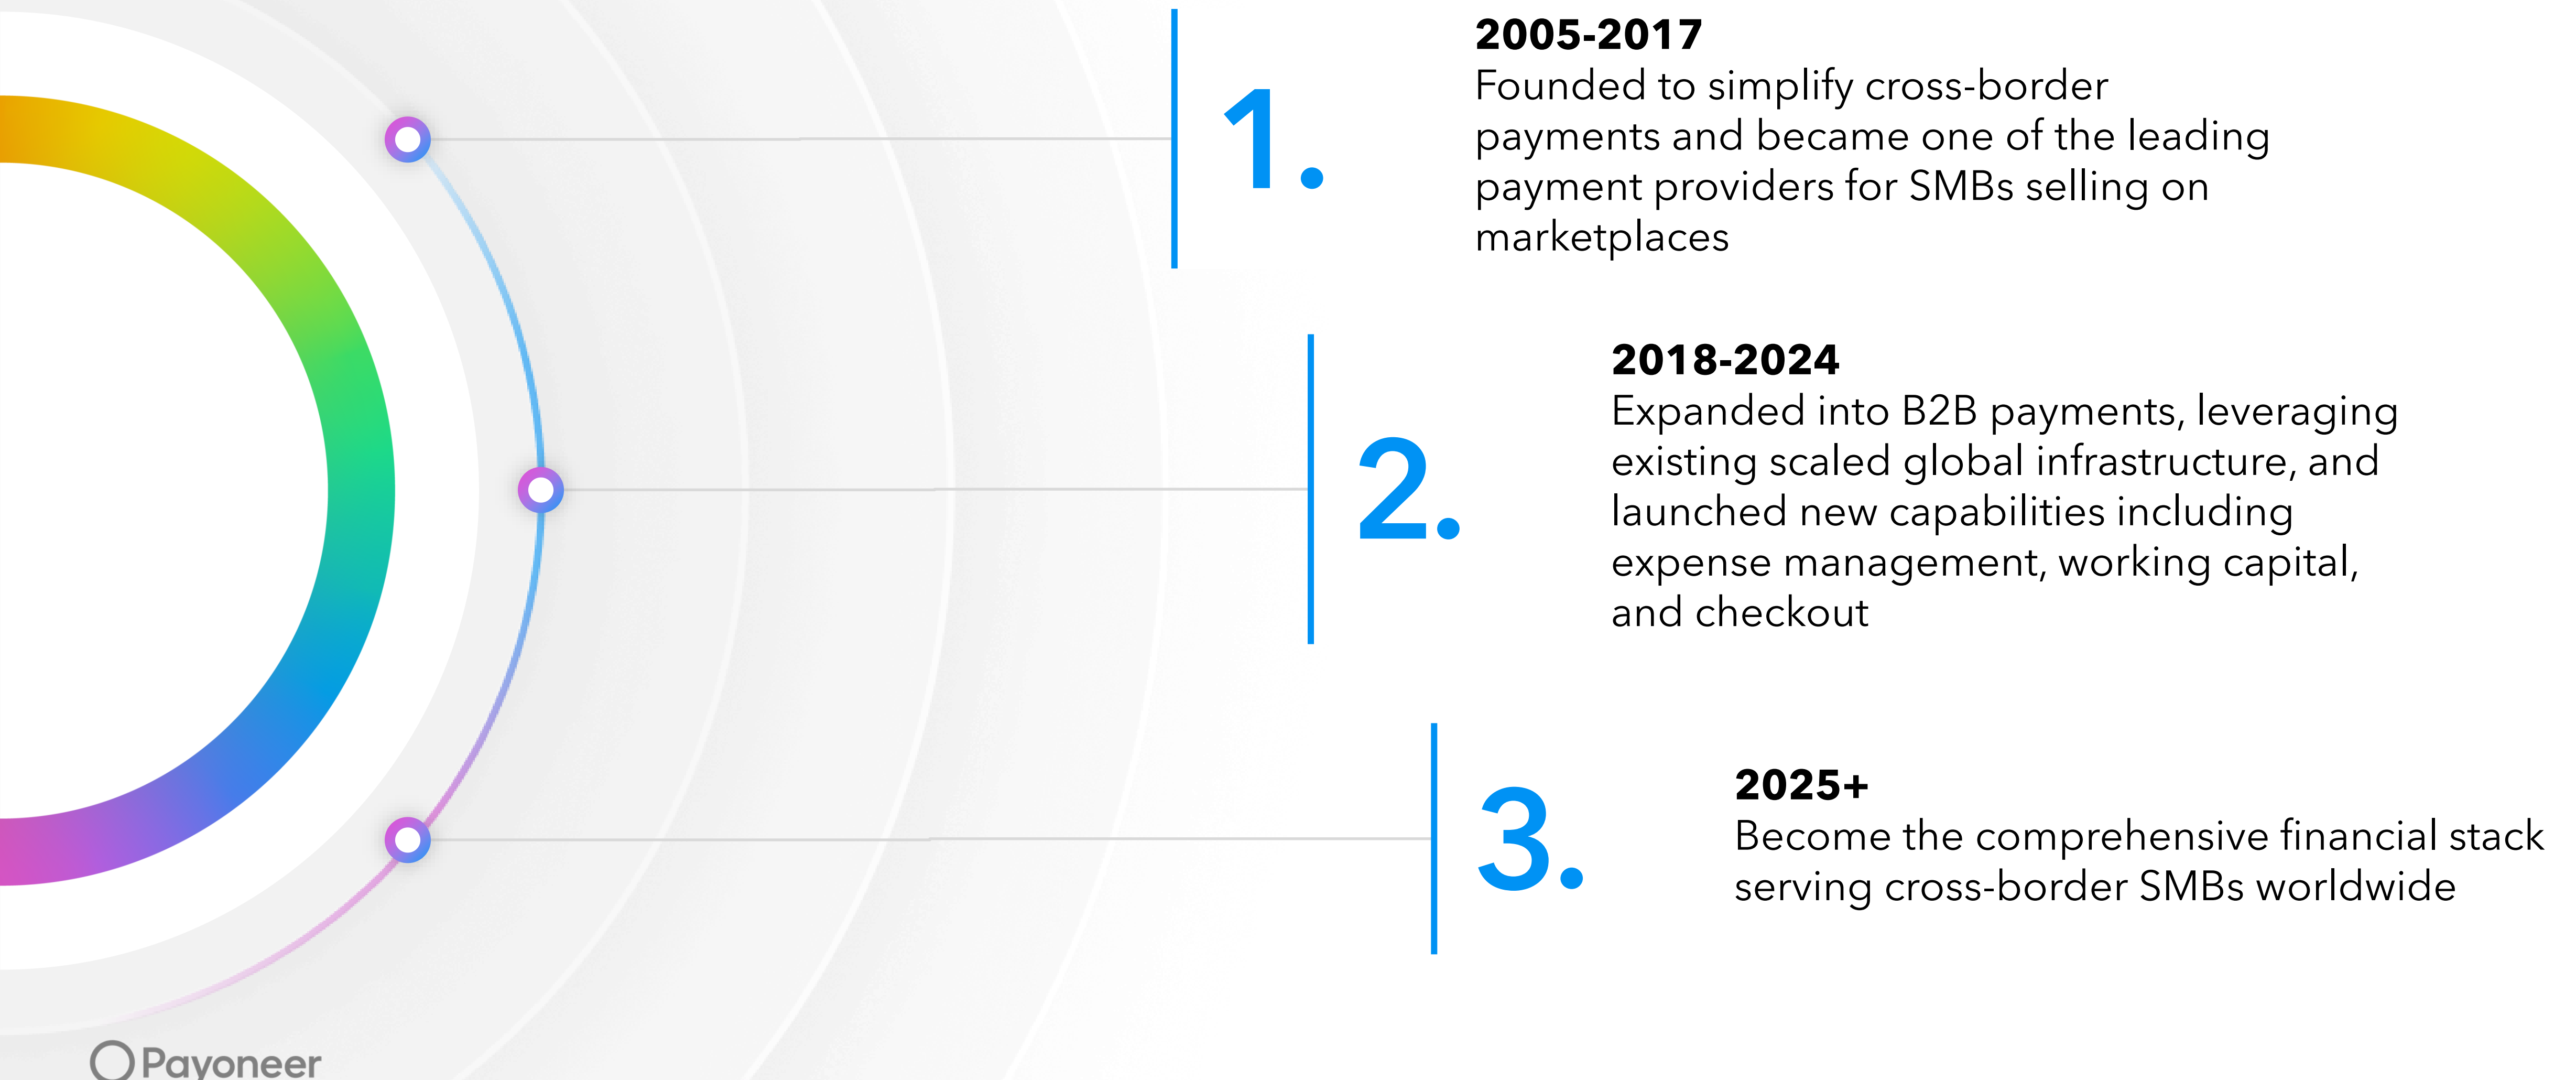 1.
2005-2017
Founded to simplify cross-border
payments and became one of the leading
payment providers for SMBs selling on
marketplaces
2.
2018-2024
Expanded into B2B payments, leveraging
existing scaled global infrastructure, and
launched new capabilities including
expense management, working capital,
and checkout
3.
2025+
Become the comprehensive financial stack
serving cross-border SMBs worldwide
Payoneer